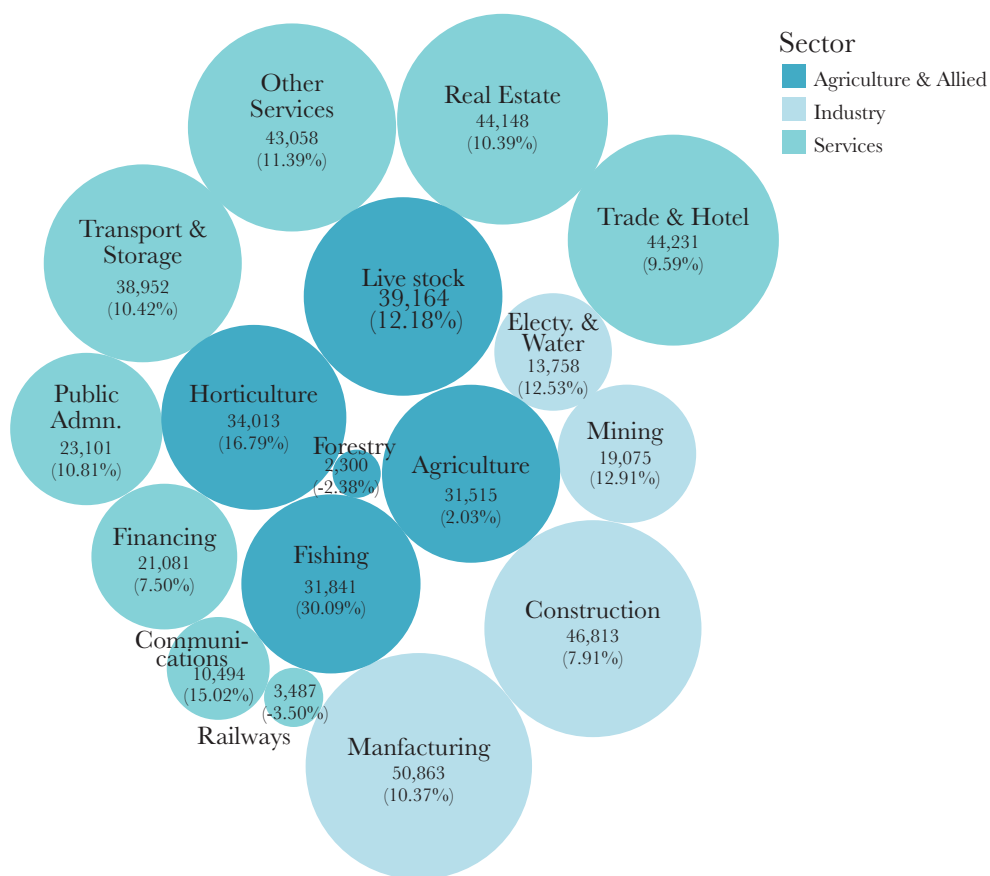 Sector
Agriculture & Allied
Industry
Services
Other
Services
43,058
(11.39%)
Real Estate
44,148
(10.39%)
Trade & Hotel
44,231
(9.59%)
Transport &
Storage
38,952
(10.42%)
Live stock
39,164
(12.18%)
Electy. &
Water
13,758
(12.53%)
Public
Admn.
23,101
(10.81%)
Horticulture
34,013
(16.79%)
Forestry
2,300
(-2.38%)
Agriculture
31,515
(2.03%)
Mining
19,075
(12.91%)
Financing
21,081
(7.50%)
Fishing
31,841
(30.09%)
Construction
46,813
(7.91%)
Communi-
cations
10,494
(15.02%)
3,487
(-3.50%)
Railways
Manfacturing
50,863
(10.37%)